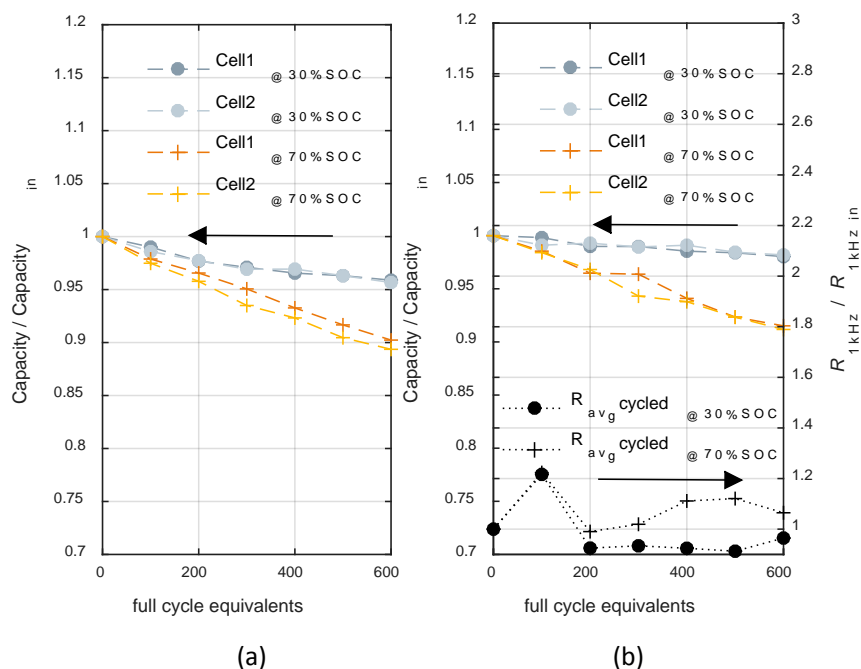 1.2
1.15
1.1
1.05
1
0.95
0.9
0.85
0.8
0.75
0.7
0
200
400
600
Capacity / Capacity in
full cycle equivalents
Cell1 @ 30%SOC
Cell2 @ 30%SOC
Cell1 @ 70%SOC
Cell2 @ 70%SOC
(a)
1.2
1.15
1.1
1.05
1
0.95
0.9
0.85
0.8
0.75
0.7
0
200
400
600
Capacity / Capacity in
full cycle equivalents
Cell1 @ 30%SOC
Cell2 @ 30%SOC
Cell1 @ 70%SOC
Cell2 @ 70%SOC
R avg cycled @ 30%SOC
R avg cycled @ 70%SOC
3
2.8
2.6
2.4
2.2
2
1.8
1.6
1.4
1.2
1
R 1kHz / R 1kHz in
(b)